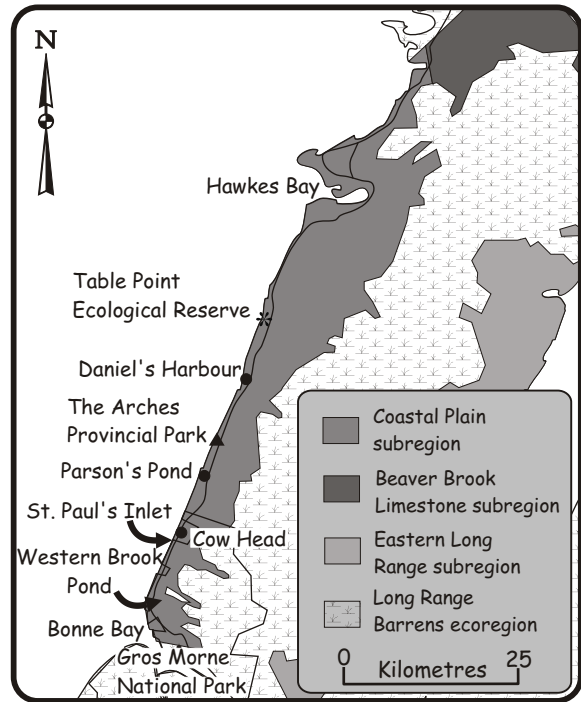 N
Hawkes Bay
Table Point
Ecological Reserve
Daniel's Harbour
The Arches
Provincial Park
Parson's Pond
St. Paul's Inlet
Cow Head
Western Brook
Pond
Bonne Bay
Gros Morne
National Park
Coastal Plain
subregion
Beaver Brook
Limestone subregion
Eastern Long
Range subregion
Long Range
Barrens ecoregion
0 25
Kilometres